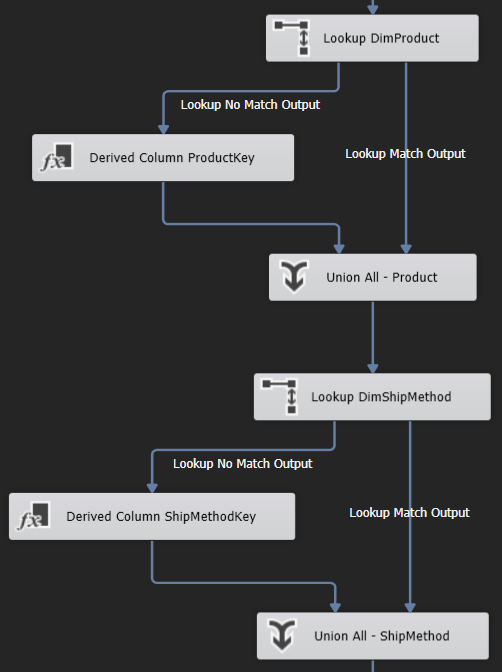 Lookup DimProduct
Lookup No Match Output
Lookup Match Output
Derived Column ProductKey
Union All - Product
Lookup DimShipMethod
Lookup No Match Output
Lookup Match Output
Derived Column ShipMethodKey
Union All - ShipMethod